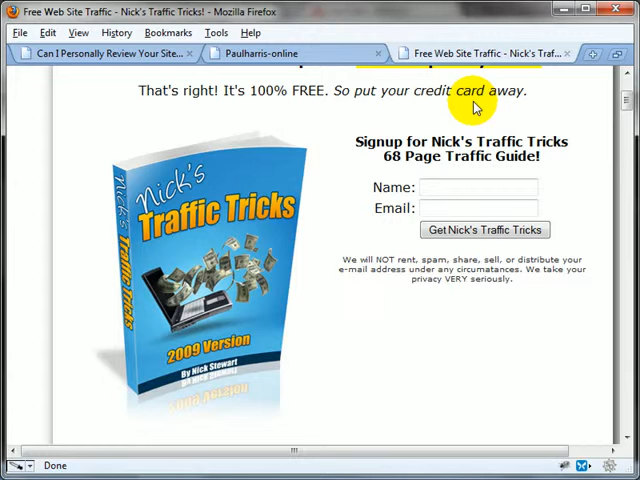 Free Web Site Traffic - Nick's Traffic Tricks! - Mozilla Firefox
File Edit View History Bookmarks Tools Help
Can I Personally Review Your Site...
Paulharris-online
Free Web Site Traffic - Nick's Traf...
That's right! It's 100% FREE. So put your credit card away.
Nick's
Traffic Tricks
2009 Version
By Nick Stewart
Nick's Traffic Tricks
Signup for Nick's Traffic Tricks
68 Page Traffic Guide!
Name:
Email:
Get Nick's Traffic Tricks
We will NOT rent, spam, share, sell, or distribute your
e-mail address under any circumatances. We take your
privacy VERY seriously.
Done